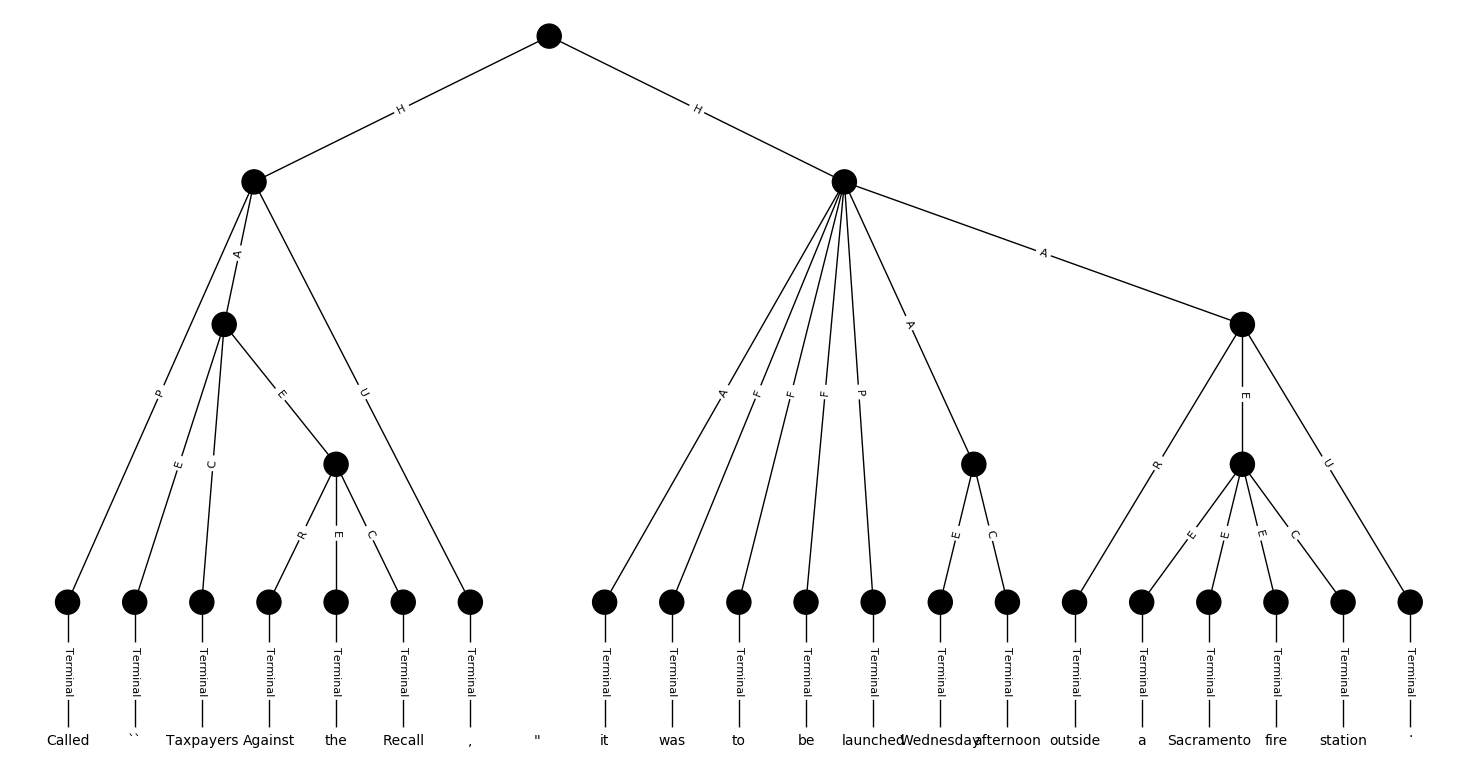 H H
A A
P E U A F F F P A E
E C R E C E C R E E E C U
Terminal Terminal Terminal Terminal Terminal Terminal Terminal Terminal Terminal Terminal Terminal Terminal Terminal Terminal Terminal Terminal Terminal Terminal Terminal Terminal
Called `` Taxpayers Against the Recall , " it was to be launched Wednesday afternoon outside a Sacramento fire station .